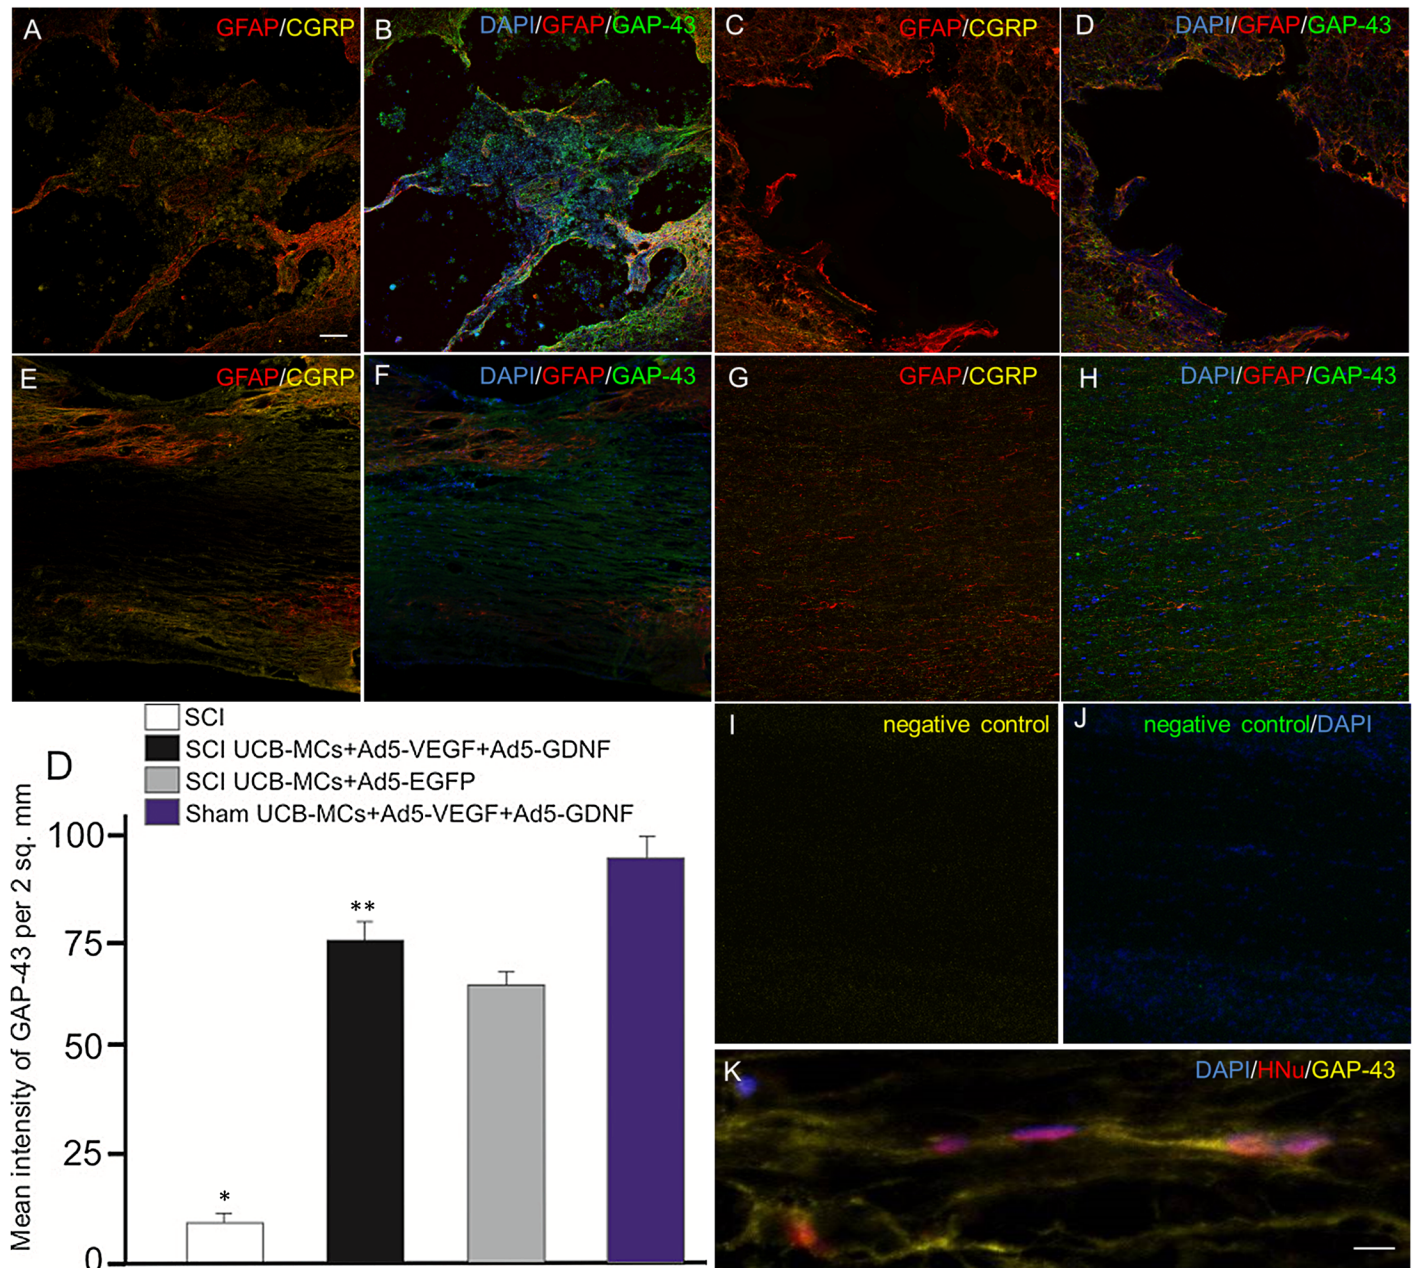 A GFAP/CGRP
B DAPI/GFAP/GAP-43
C GFAP/CGRP
D DAPI/GFAP/GAP-43
E GFAP/CGRP
F DAPI/GFAP/GAP-43
G GFAP/CGRP
H DAPI/GFAP/GAP-43
SCI
SCI UCB-MCs+Ad5-VEGF+Ad5-GDNF
SCI UCB-MCs+Ad5-EGFP
Sham UCB-MCs+Ad5-VEGF+Ad5-GDNF
D
Mean intensity of GAP-43 per 2 sq. mm
100
75
50
25
0
*
**
I negative control
J negative control/DAPI
K DAPI/HNu/GAP-43